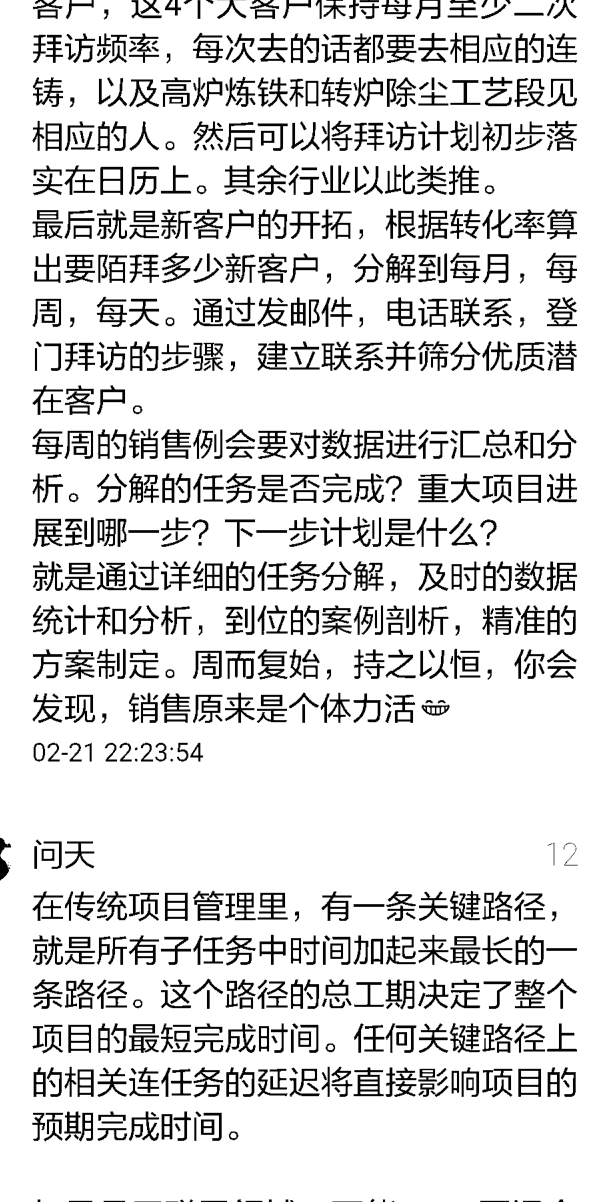 客户，这4个大客户保持每月至少二次
拜访频率，每次去的话都要去相应的连
铸，以及高炉炼铁和转炉除尘工艺段见
相应的人。然后可以将拜访计划初步落
实在日历上。其余行业以此类推。
最后就是新客户的开拓，根据转化率算
出要陌拜多少新客户，分解到每月，每
周，每天。通过发邮件，电话联系，登
门拜访的步骤，建立联系并筛分优质潜
在客户。
每周的销售例会要对数据进行汇总和分
析。分解的任务是否完成？重大项目进
展到哪一步？下一步计划是什么？
就是通过详细的任务分解，及时的数据
统计和分析，到位的案例剖析，精准的
方案制定。周而复始，持之以恒，你会
发现，销售原来是个体力活😁
02-21 22:23:54
问天
12
在传统项目管理里，有一条关键路径，
就是所有子任务中时间加起来最长的一
条路径。这个路径的总工期决定了整个
项目的最短完成时间。任何关键路径上
的相关连任务的延迟将直接影响项目的
预期完成时间。